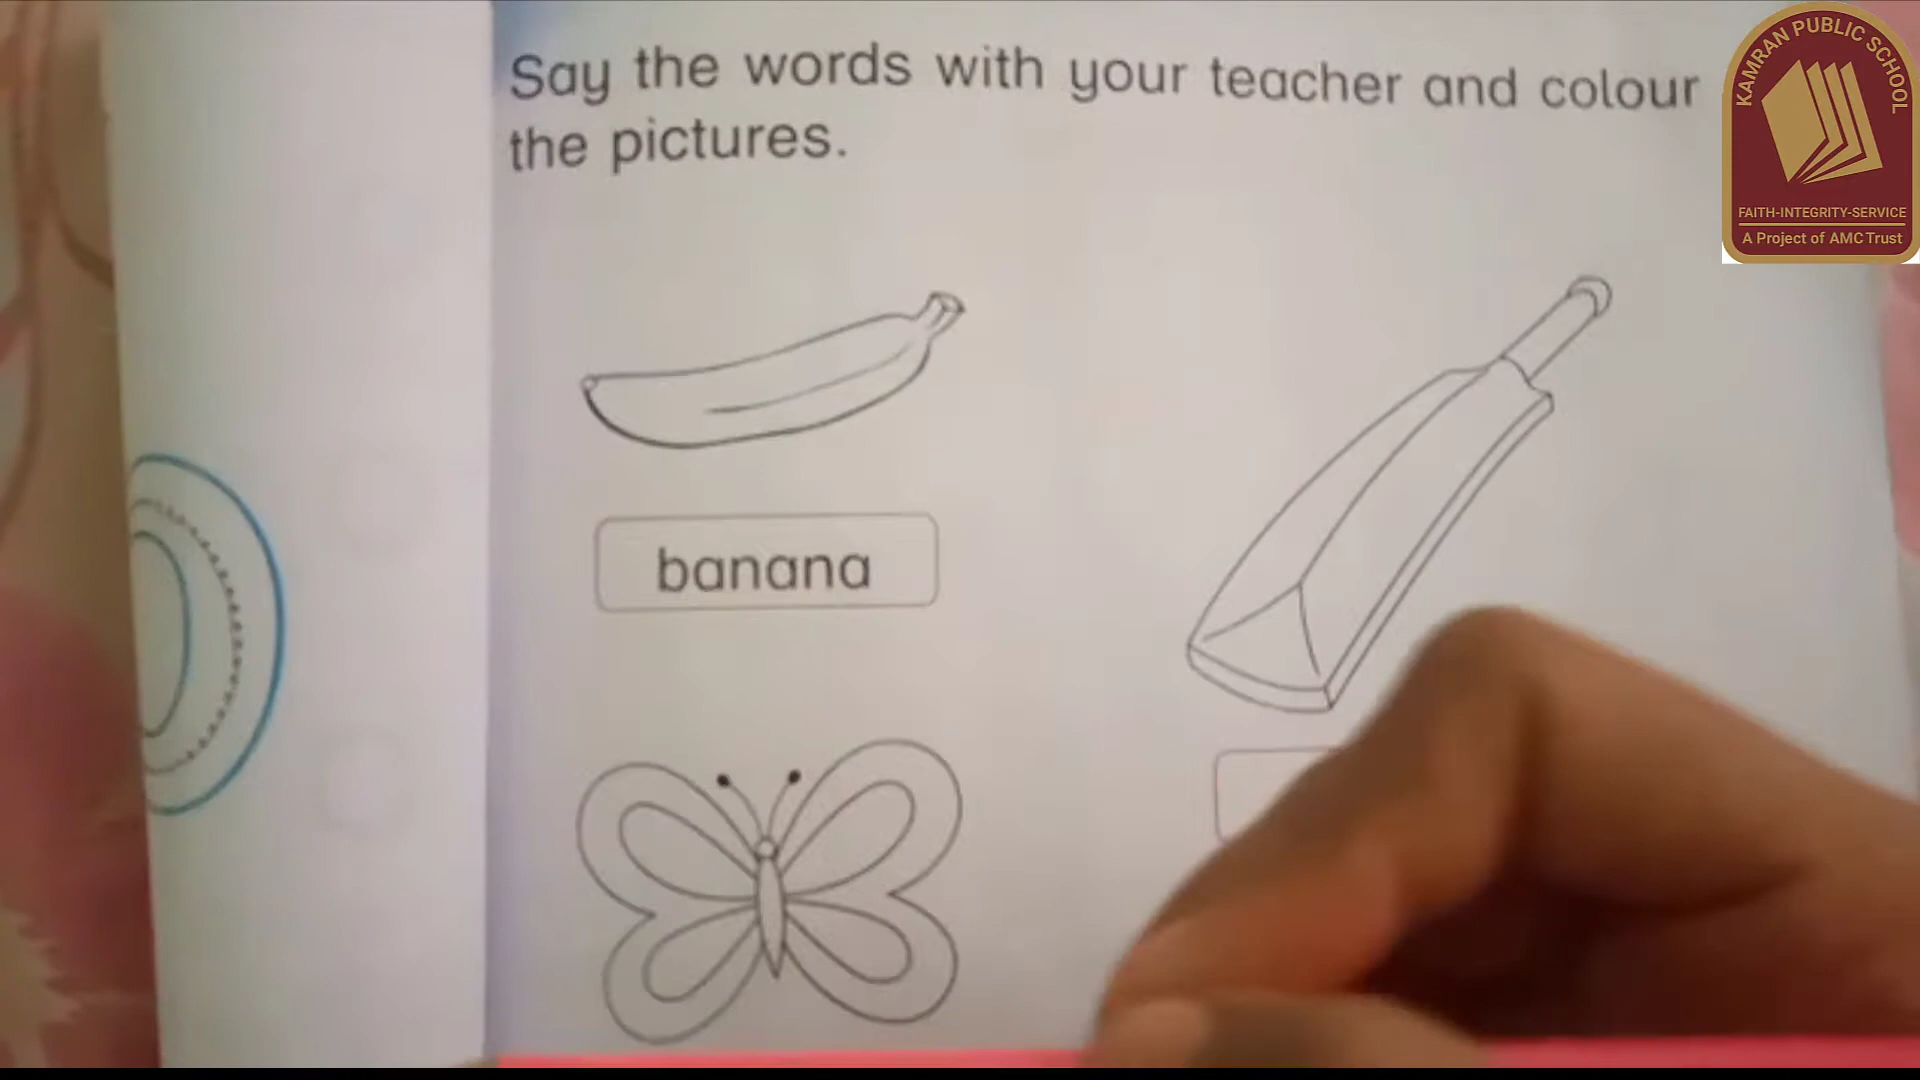 Say the words with your teacher and colour
the pictures.
banana
KAMRAN PUBLIC SCHOOL
FAITH-INTEGRITY-SERVICE
A Project of AMC Trust